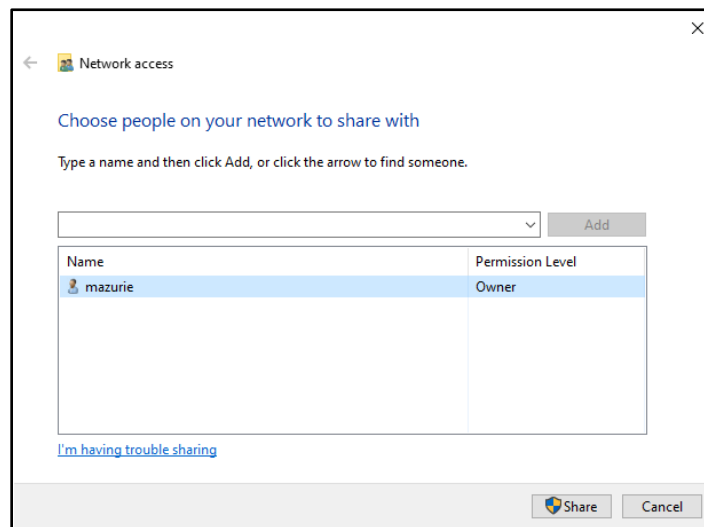 Network access
Choose people on your network to share with
Type a name and then click Add, or click the arrow to find someone.
Add
Name Permission Level
mazurie Owner
I'm having trouble sharing
Share Cancel